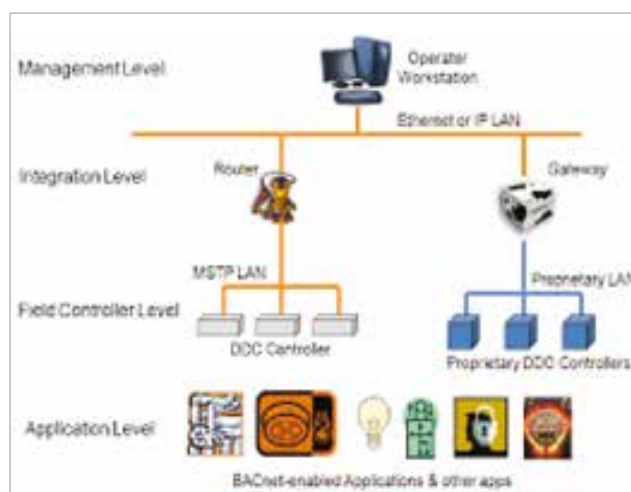 Management Level
Operater
Workstation
Ethernet or IP LAN
Integration Level
Router
Gateway
MSTP LAN
Proprietary LAN
Field Controller Level
DDC Controller
Proprietary DDC Controllers
Application Level
BACnet-enabled Applications & other apps